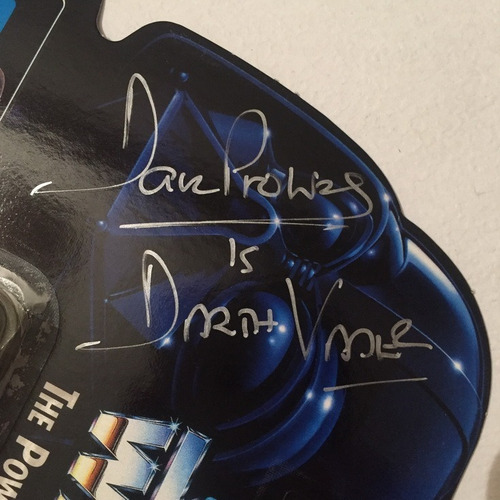 Dave Prowse
is
Darth Vader
THE POW